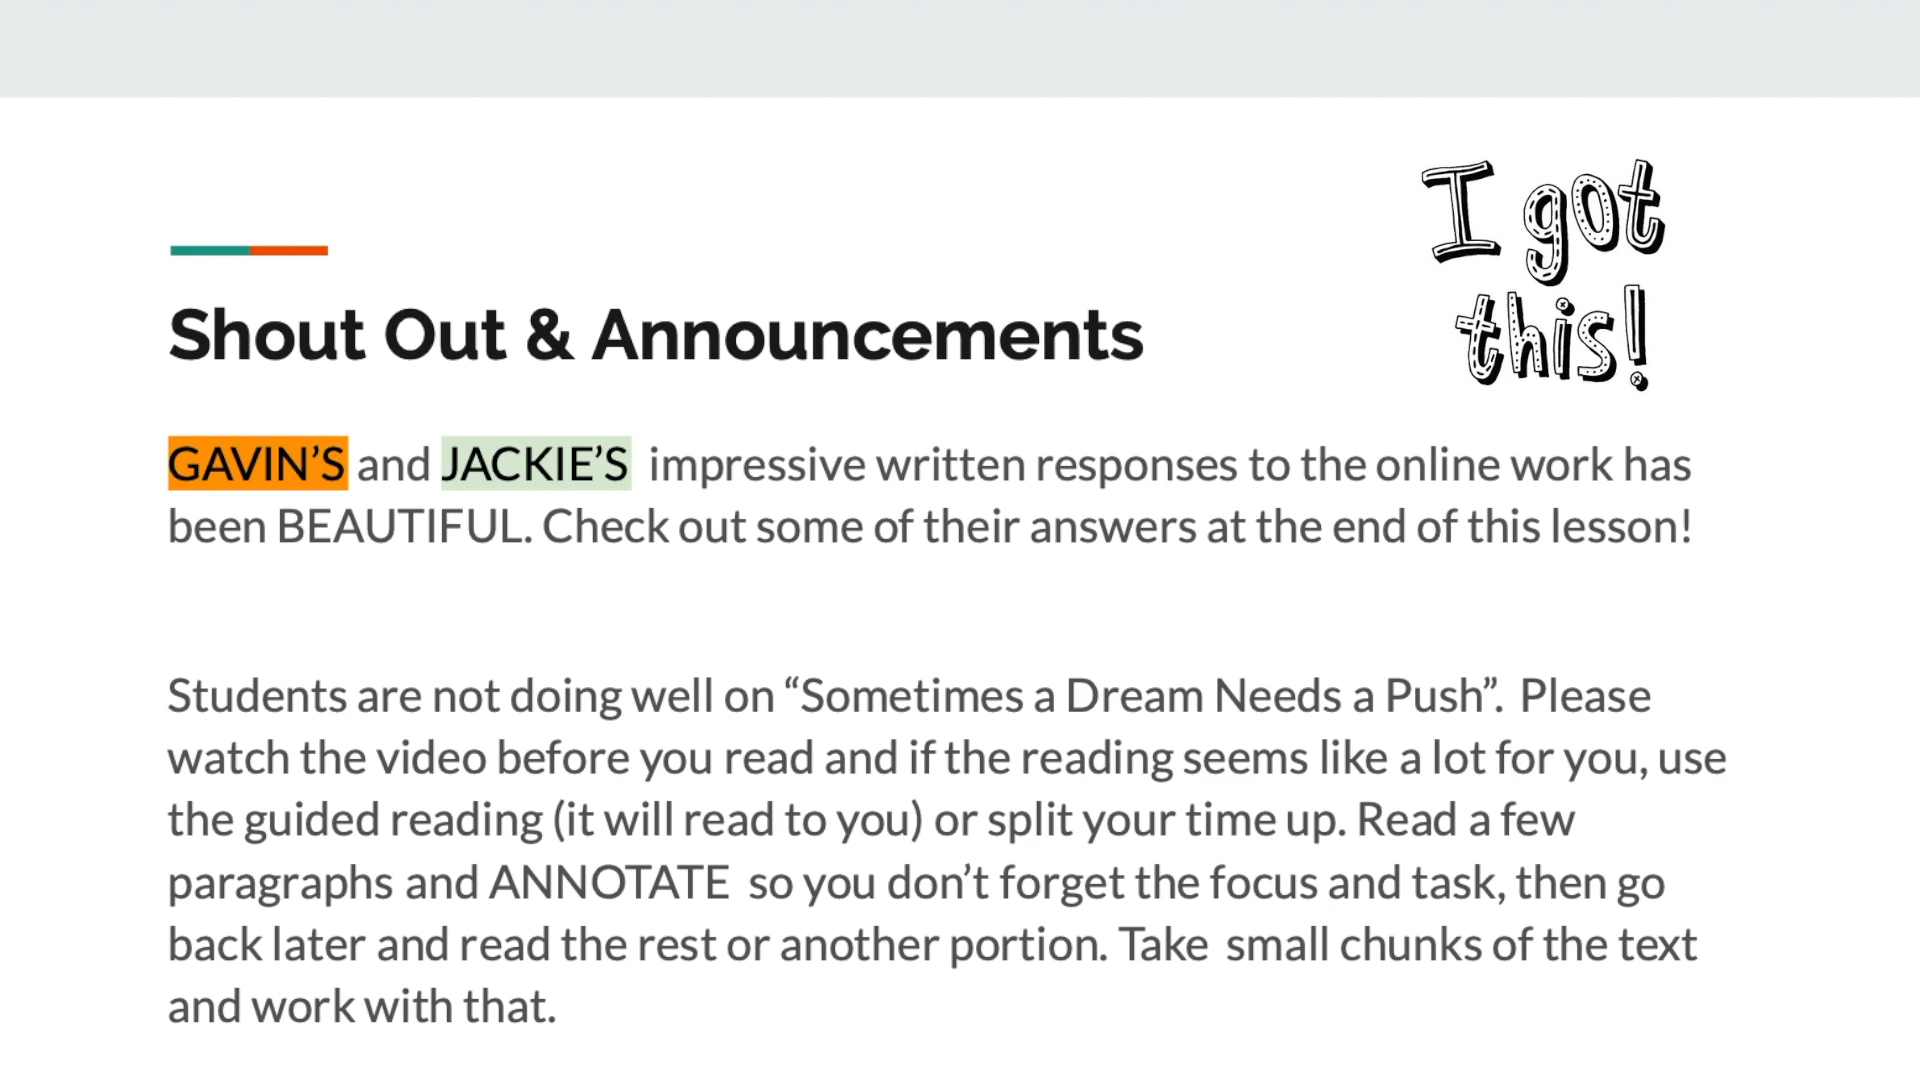 I got
this!
Shout Out & Announcements
GAVIN’S and JACKIE’S impressive written responses to the online work has
been BEAUTIFUL. Check out some of their answers at the end of this lesson!
Students are not doing well on “Sometimes a Dream Needs a Push”. Please
watch the video before you read and if the reading seems like a lot for you, use
the guided reading (it will read to you) or split your time up. Read a few
paragraphs and ANNOTATE so you don’t forget the focus and task, then go
back later and read the rest or another portion. Take small chunks of the text
and work with that.